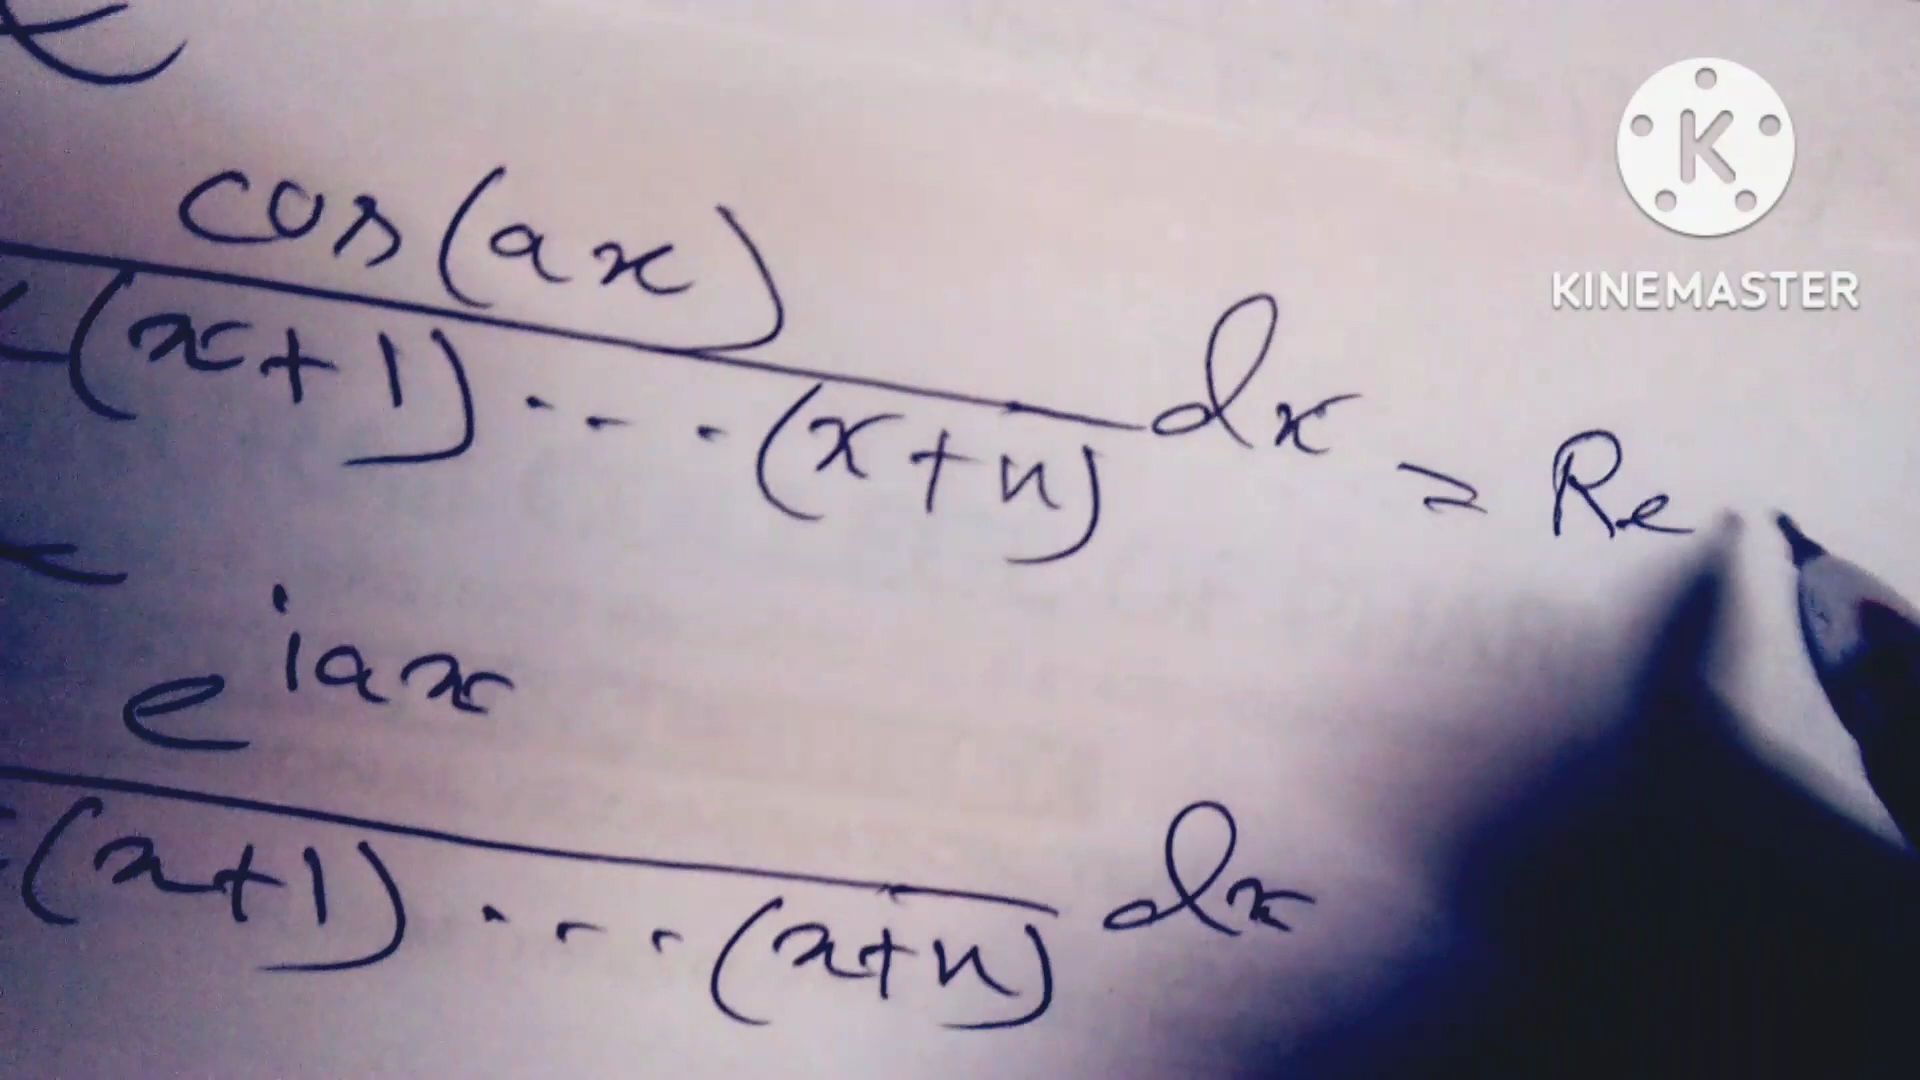 cos(ax)
(x+1) ... (x+n) dx = Re
e^{iax}
(x+1) ... (x+n) dx
KINEMASTER